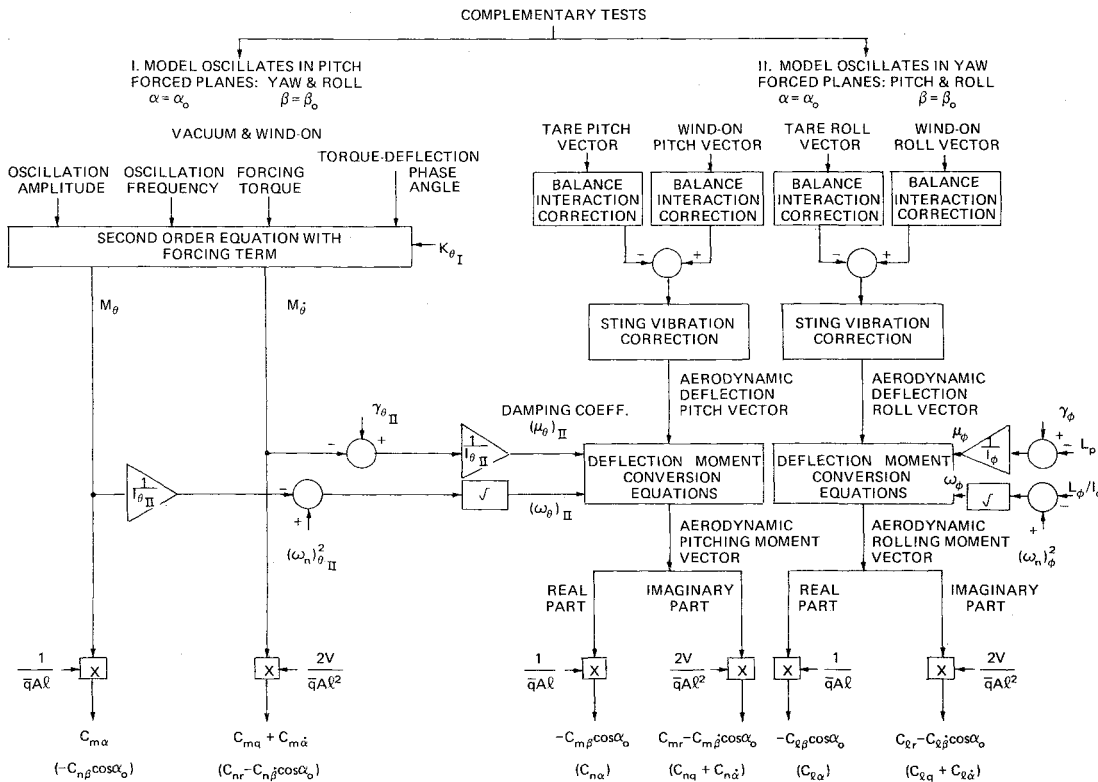 COMPLEMENTARY TESTS
I. MODEL OSCILLATES IN PITCH
FORCED PLANES: YAW & ROLL
α=α₀ β=β₀
II. MODEL OSCILLATES IN YAW
FORCED PLANES: PITCH & ROLL
α=α₀ β=β₀
VACUUM & WIND-ON
OSCILLATION
AMPLITUDE
OSCILLATION
FREQUENCY
FORCING
TORQUE
TORQUE-DEFLECTION
PHASE
ANGLE
TARE PITCH
VECTOR
WIND-ON
PITCH VECTOR
TARE ROLL
VECTOR
WIND-ON
ROLL VECTOR
BALANCE
INTERACTION
CORRECTION
BALANCE
INTERACTION
CORRECTION
BALANCE
INTERACTION
CORRECTION
BALANCE
INTERACTION
CORRECTION
SECOND ORDER EQUATION WITH
FORCING TERM
K_θ_I
− +
− +
M_θ
M_θ̇
STING VIBRATION
CORRECTION
STING VIBRATION
CORRECTION
AERODYNAMIC
DEFLECTION
PITCH VECTOR
AERODYNAMIC
DEFLECTION
ROLL VECTOR
γ_θ_II
− +
1/I_θ_II
DAMPING COEFF.
(μ_θ)_II
DEFLECTION MOMENT
CONVERSION
EQUATIONS
DEFLECTION MOMENT
CONVERSION
EQUATIONS
μ_φ
1/I_φ
γ_φ
+ −
L_p
1/I_θ_II
− +
(ω_n)²_θ_II
√
(ω_θ)_II
ω_φ
√
− +
L_φ/I_φ
(ω_n)²_φ
AERODYNAMIC
PITCHING MOMENT
VECTOR
AERODYNAMIC
ROLLING MOMENT
VECTOR
REAL
PART
IMAGINARY
PART
REAL
PART
IMAGINARY
PART
1/q̄Aℓ X
X 2V/q̄Aℓ²
1/q̄Aℓ X
2V/q̄Aℓ² X
X 1/q̄Aℓ
X 2V/q̄Aℓ²
C_mα
(−C_nβ cosα₀)
C_mq + C_mα̇
(C_nr − C_nβ̇ cosα₀)
−C_mβ cosα₀
(C_nα)
C_mr − C_mβ̇ cosα₀
(C_nq + C_nα̇)
−C_ℓβ cosα₀
(C_ℓα)
C_ℓr − C_ℓβ̇ cosα₀
(C_ℓq + C_ℓα̇)